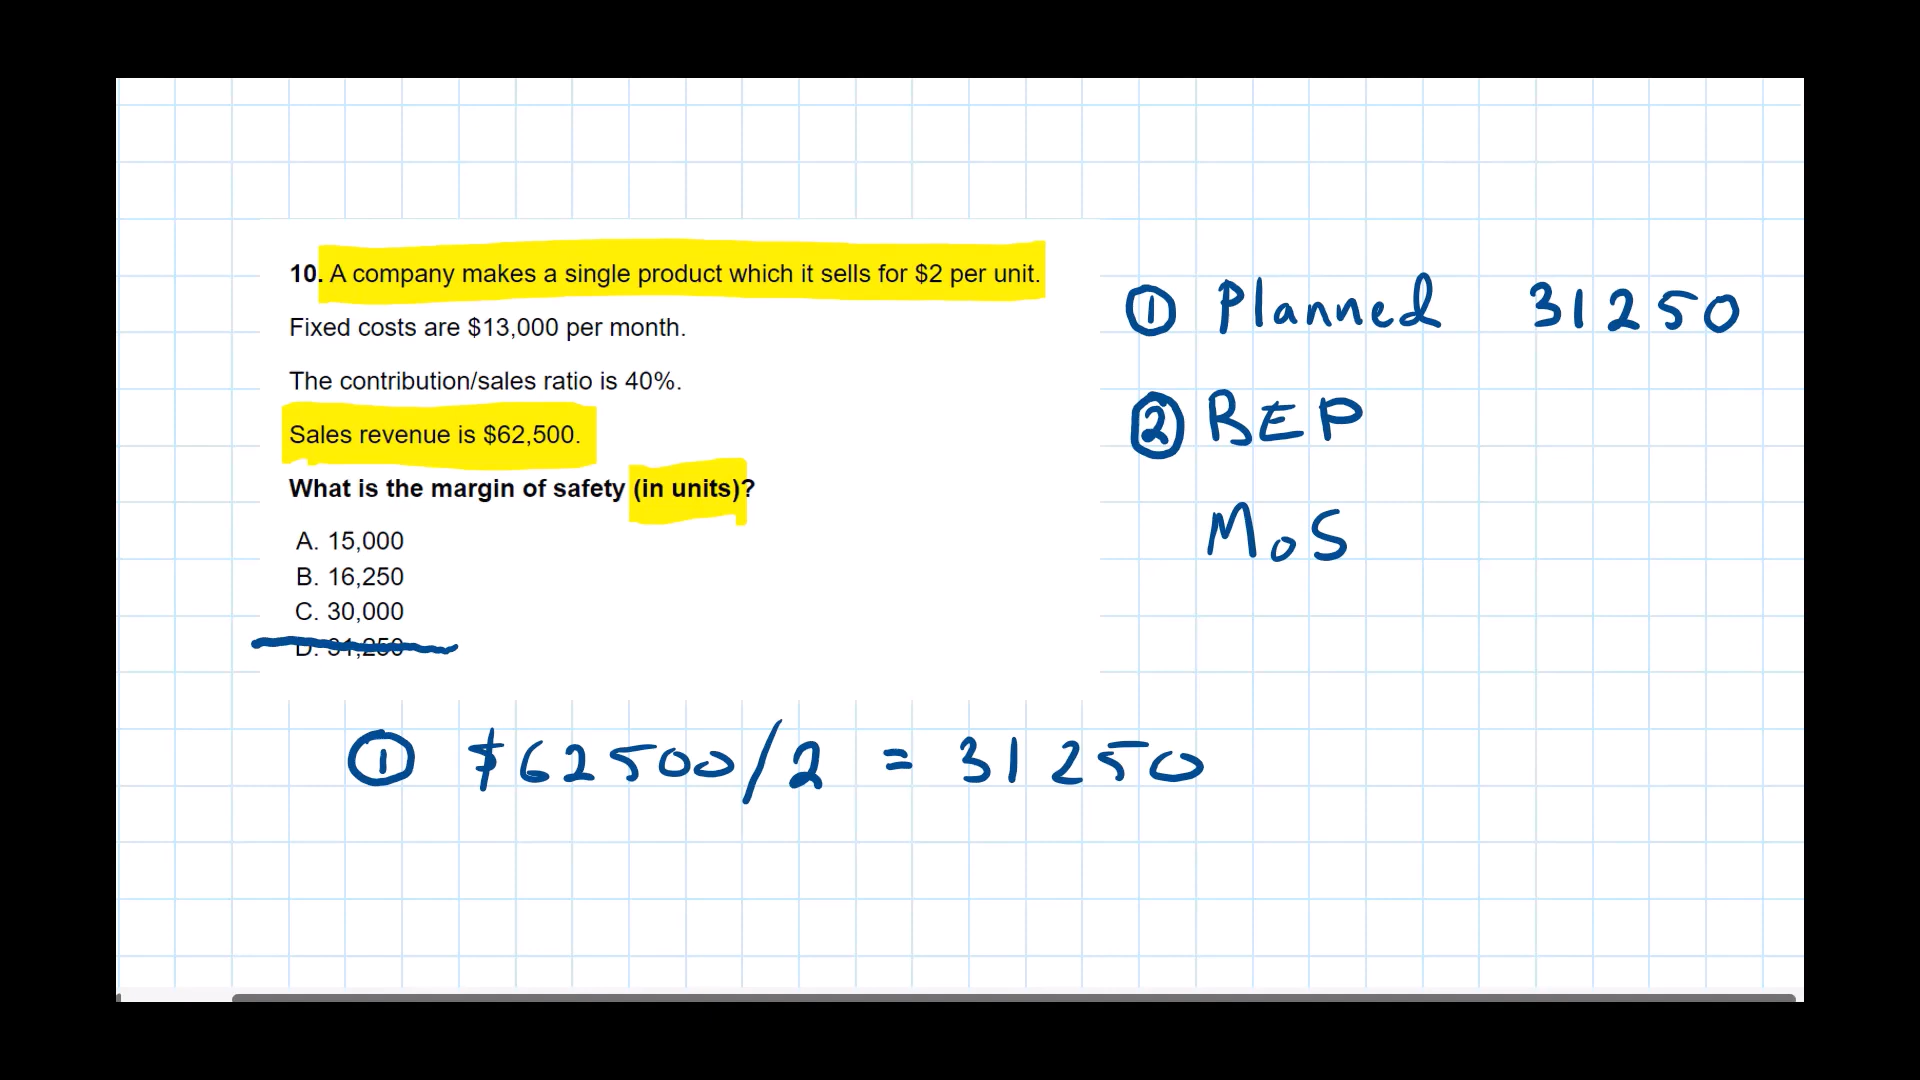 10. A company makes a single product which it sells for $2 per unit.
Fixed costs are $13,000 per month.
The contribution/sales ratio is 40%.
Sales revenue is $62,500.
What is the margin of safety (in units)?
A. 15,000
B. 16,250
C. 30,000
D. 31,250
① Planned 31250
② BEP
MoS
① $62500/2 = 31250